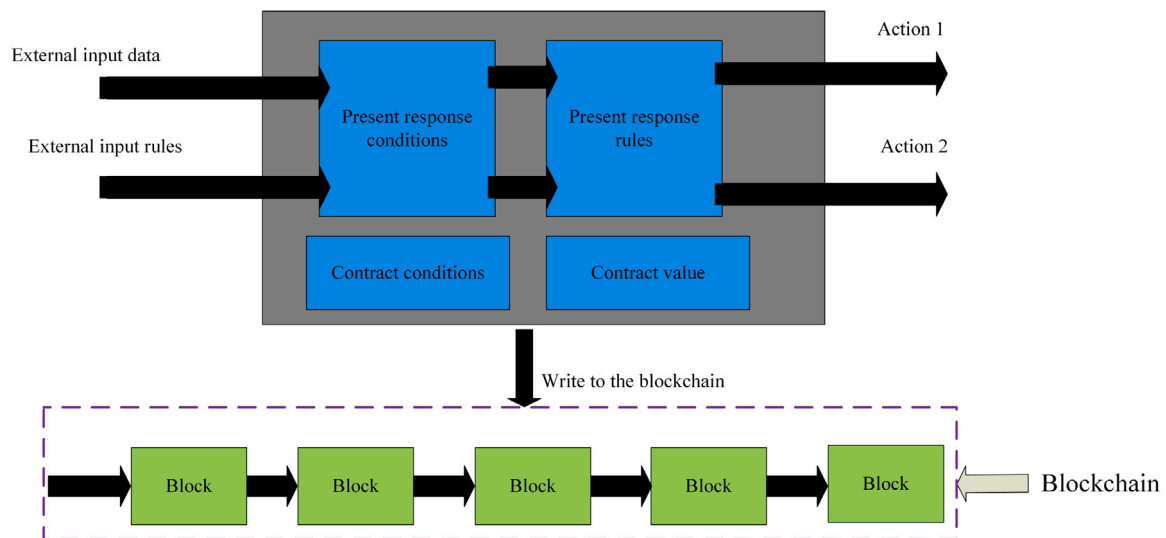 Action 1
External input data
Present response
conditions
Present response
rules
External input rules
Action 2
Contract conditions
Contract value
Write to the blockchain
Block
Block
Block
Block
Block
Blockchain